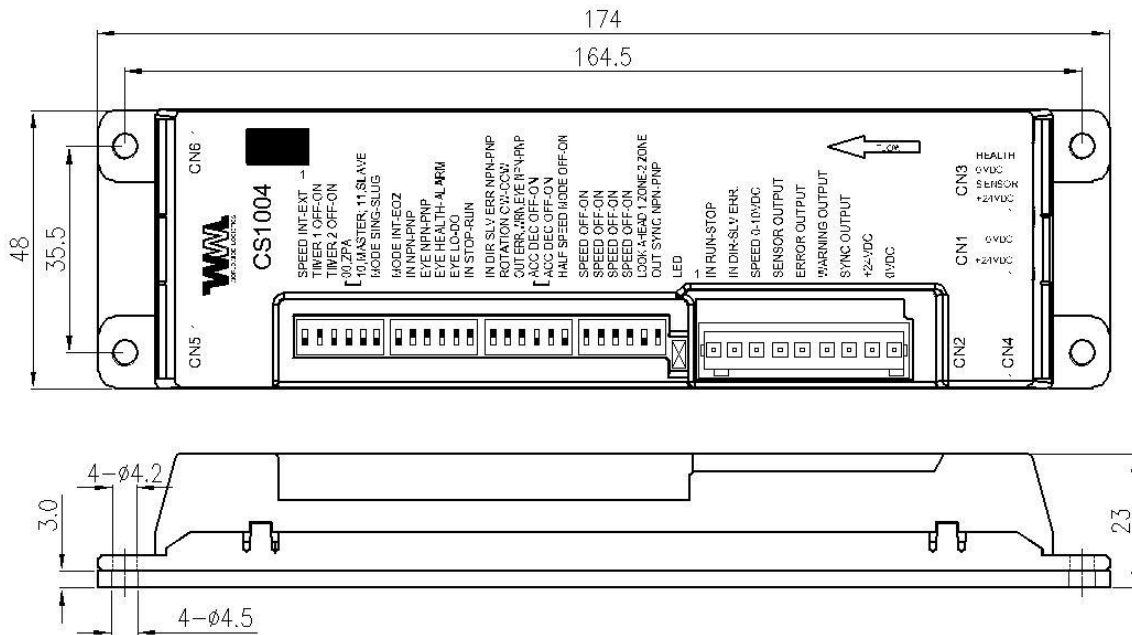 174
164.5
48
35.5
CN6
CN5
CS1004
1
SPEED INT-EXT
TIMER 1 OFF-ON
TIMER 2 OFF-ON
00,ZPA
10,MASTER; 11,SLAVE
MODE SING-SLUG
MODE INT-EOZ
IN NPN-PNP
EYE NPN-PNP
EYE HEALTH-ALARM
EYE LO-DO
IN STOP-RUN
IN DIR SLV ERR NPN-PNP
ROTATION CW-CCW
OUT ERR,WRN,EYE NPN-PNP
ACC DEC OFF-ON
ACC DEC OFF-ON
HALF SPEED MODE OFF-ON
SPEED OFF-ON
SPEED OFF-ON
SPEED OFF-ON
SPEED OFF-ON
LOOK AHEAD 1 ZONE-2 ZONE
OUT SYNC NPN-PNP
LED
1
IN RUN-STOP
IN DIR-SLV ERR.
SPEED 0-10VDC
SENSOR OUTPUT
ERROR OUTPUT
WARNING OUTPUT
SYNC OUTPUT
+24VDC
0VDC
FLOW
CN3
HEALTH
0VDC
SENSOR
+24VDC
CN1
0VDC
+24VDC
CN2
CN4
4-ø4.2
3.0
4-ø4.5
23